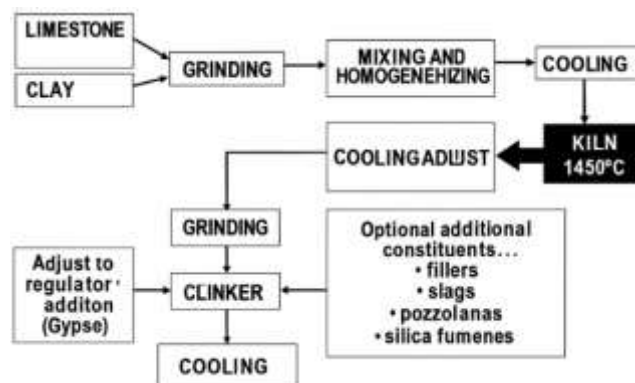 LIMESTONE
CLAY
GRINDING
MIXING AND
HOMOGENEHIZING
COOLING
KILN
1450°C
COOLING ADIUST
GRINDING
Adjust to
regulator ·
additon
(Gypse)
CLINKER
Optional additional
constituents...
• fillers
• slags
• pozzolanas
• silica fumenes
COOLING